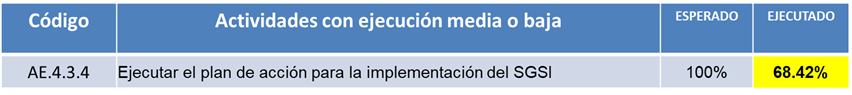 Código Actividades con ejecución media o baja ESPERADO EJECUTADO
AE.4.3.4 Ejecutar el plan de acción para la implementación del SGSI 100% 68.42%